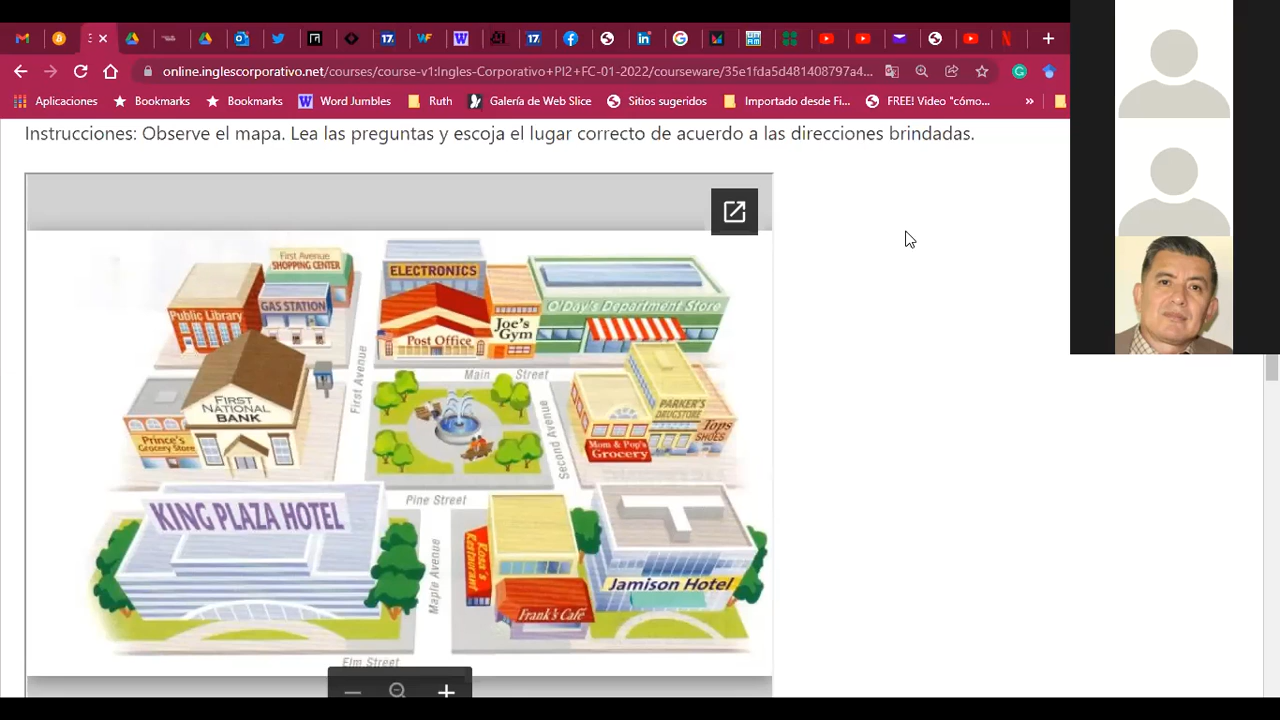 online.inglescorporativo.net/courses/course-v1:Ingles-Corporativo+PI2+FC-01-2022/courseware/35e1fda5d481408797a4...
Aplicaciones Bookmarks Bookmarks Word Jumbles Ruth Galería de Web Slice Sitios sugeridos Importado desde Fi... FREE! Video "cómo... »
Instrucciones: Observe el mapa. Lea las preguntas y escoja el lugar correcto de acuerdo a las direcciones brindadas.
First Avenue
SHOPPING CENTER
GAS STATION
Public Library
ELECTRONICS
Post Office
Joe's
Gym
O'Day's Department Store
Main Street
First Avenue
FIRST
NATIONAL
BANK
Prince's
Grocery Store
Second Avenue
PARKER'S
DRUGSTORE
Tops
SHOES
Mom & Pop's
Grocery
Pine Street
KING PLAZA HOTEL
Maple Avenue
Restaurant
Frank's Café
Jamison Hotel
Elm Street